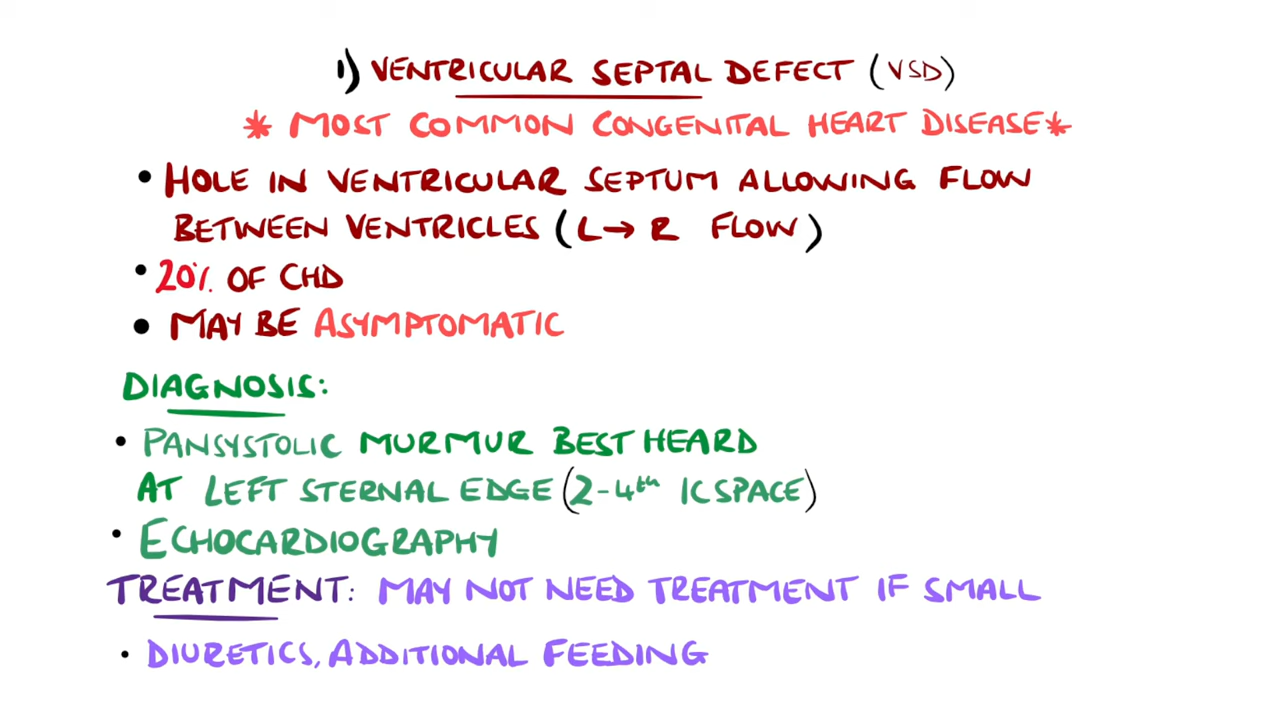 1) VENTRICULAR SEPTAL DEFECT (VSD)
* MOST COMMON CONGENITAL HEART DISEASE *
• HOLE IN VENTRICULAR SEPTUM ALLOWING FLOW
BETWEEN VENTRICLES (L→R FLOW)
• 20% OF CHD
• MAY BE ASYMPTOMATIC
DIAGNOSIS:
• PANSYSTOLIC MURMUR BEST HEARD
AT LEFT STERNAL EDGE (2-4th IC SPACE)
• ECHOCARDIOGRAPHY
TREATMENT: MAY NOT NEED TREATMENT IF SMALL
• DIURETICS, ADDITIONAL FEEDING